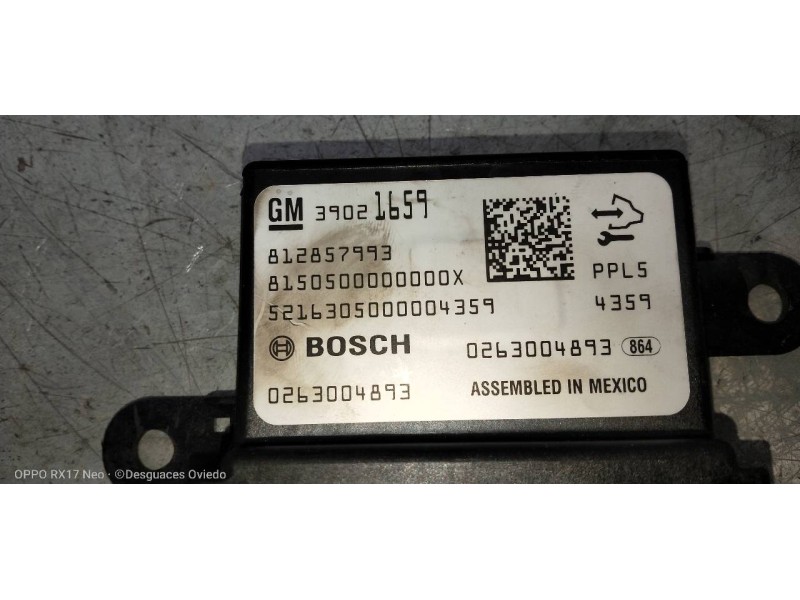 GM 39021659
812857993
8150500000000X
5216305000004359
PPL5
4359
BOSCH
0263004893 864
0263004893
ASSEMBLED IN MEXICO
OPPO RX17 Neo · ©Desguaces Oviedo